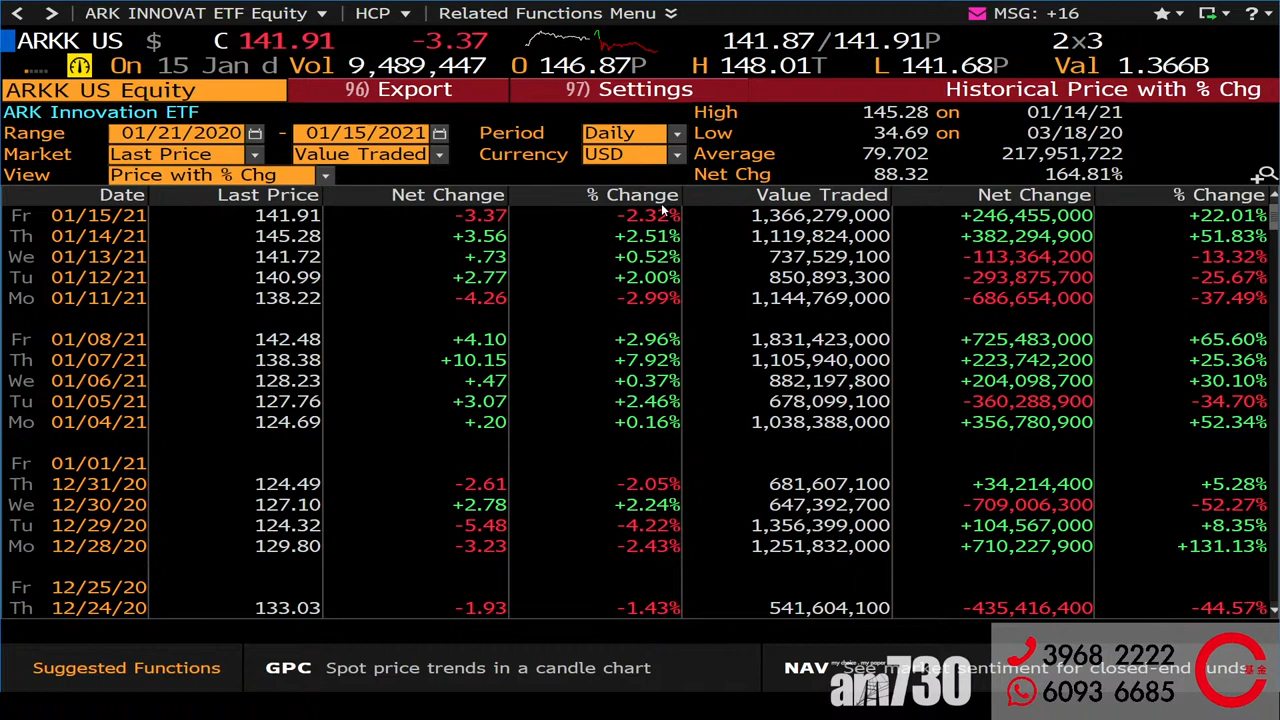 ARK INNOVAT ETF Equity HCP Related Functions Menu MSG: +16 ?
ARKK US $ C 141.91 -3.37 141.87/141.91P 2×3
On 15 Jan d Vol 9,489,447 O 146.87P H 148.01T L 141.68P Val 1.366B
ARKK US Equity 96) Export 97) Settings Historical Price with % Chg
ARK Innovation ETF High 145.28 on 01/14/21
Range 01/21/2020 - 01/15/2021 Period Daily Low 34.69 on 03/18/20
Market Last Price Value Traded Currency USD Average 79.702 217,951,722
View Price with % Chg Net Chg 88.32 164.81%
Date Last Price Net Change % Change Value Traded Net Change % Change
Fr 01/15/21 141.91 -3.37 -2.32% 1,366,279,000 +246,455,000 +22.01%
Th 01/14/21 145.28 +3.56 +2.51% 1,119,824,000 +382,294,900 +51.83%
We 01/13/21 141.72 +.73 +0.52% 737,529,100 -113,364,200 -13.32%
Tu 01/12/21 140.99 +2.77 +2.00% 850,893,300 -293,875,700 -25.67%
Mo 01/11/21 138.22 -4.26 -2.99% 1,144,769,000 -686,654,000 -37.49%
Fr 01/08/21 142.48 +4.10 +2.96% 1,831,423,000 +725,483,000 +65.60%
Th 01/07/21 138.38 +10.15 +7.92% 1,105,940,000 +223,742,200 +25.36%
We 01/06/21 128.23 +.47 +0.37% 882,197,800 +204,098,700 +30.10%
Tu 01/05/21 127.76 +3.07 +2.46% 678,099,100 -360,288,900 -34.70%
Mo 01/04/21 124.69 +.20 +0.16% 1,038,388,000 +356,780,900 +52.34%
Fr 01/01/21
Th 12/31/20 124.49 -2.61 -2.05% 681,607,100 +34,214,400 +5.28%
We 12/30/20 127.10 +2.78 +2.24% 647,392,700 -709,006,300 -52.27%
Tu 12/29/20 124.32 -5.48 -4.22% 1,356,399,000 +104,567,000 +8.35%
Mo 12/28/20 129.80 -3.23 -2.43% 1,251,832,000 +710,227,900 +131.13%
Fr 12/25/20
Th 12/24/20 133.03 -1.93 -1.43% 541,604,100 -435,416,400 -44.57%
Suggested Functions GPC Spot price trends in a candle chart NAV See market sentiment for closed-end funds
my choice . my paper
am730
3968 2222
6093 6685
基金